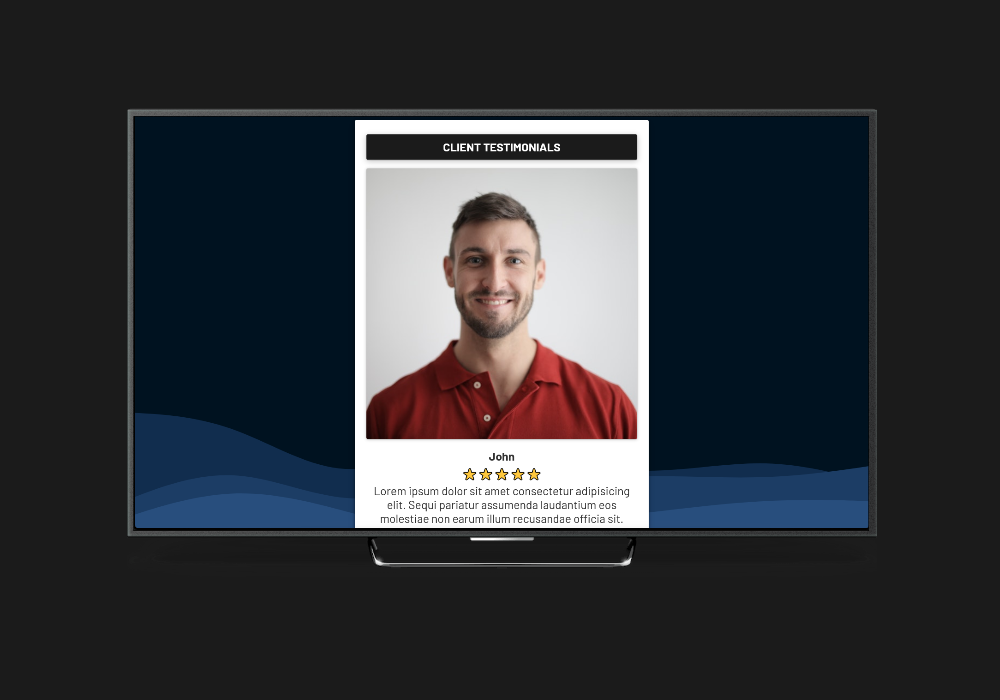 CLIENT TESTIMONIALS
John
Lorem ipsum dolor sit amet consectetur adipisicing
elit. Sequi pariatur assumenda laudantium eos
molestiae non earum illum recusandae officia sit.